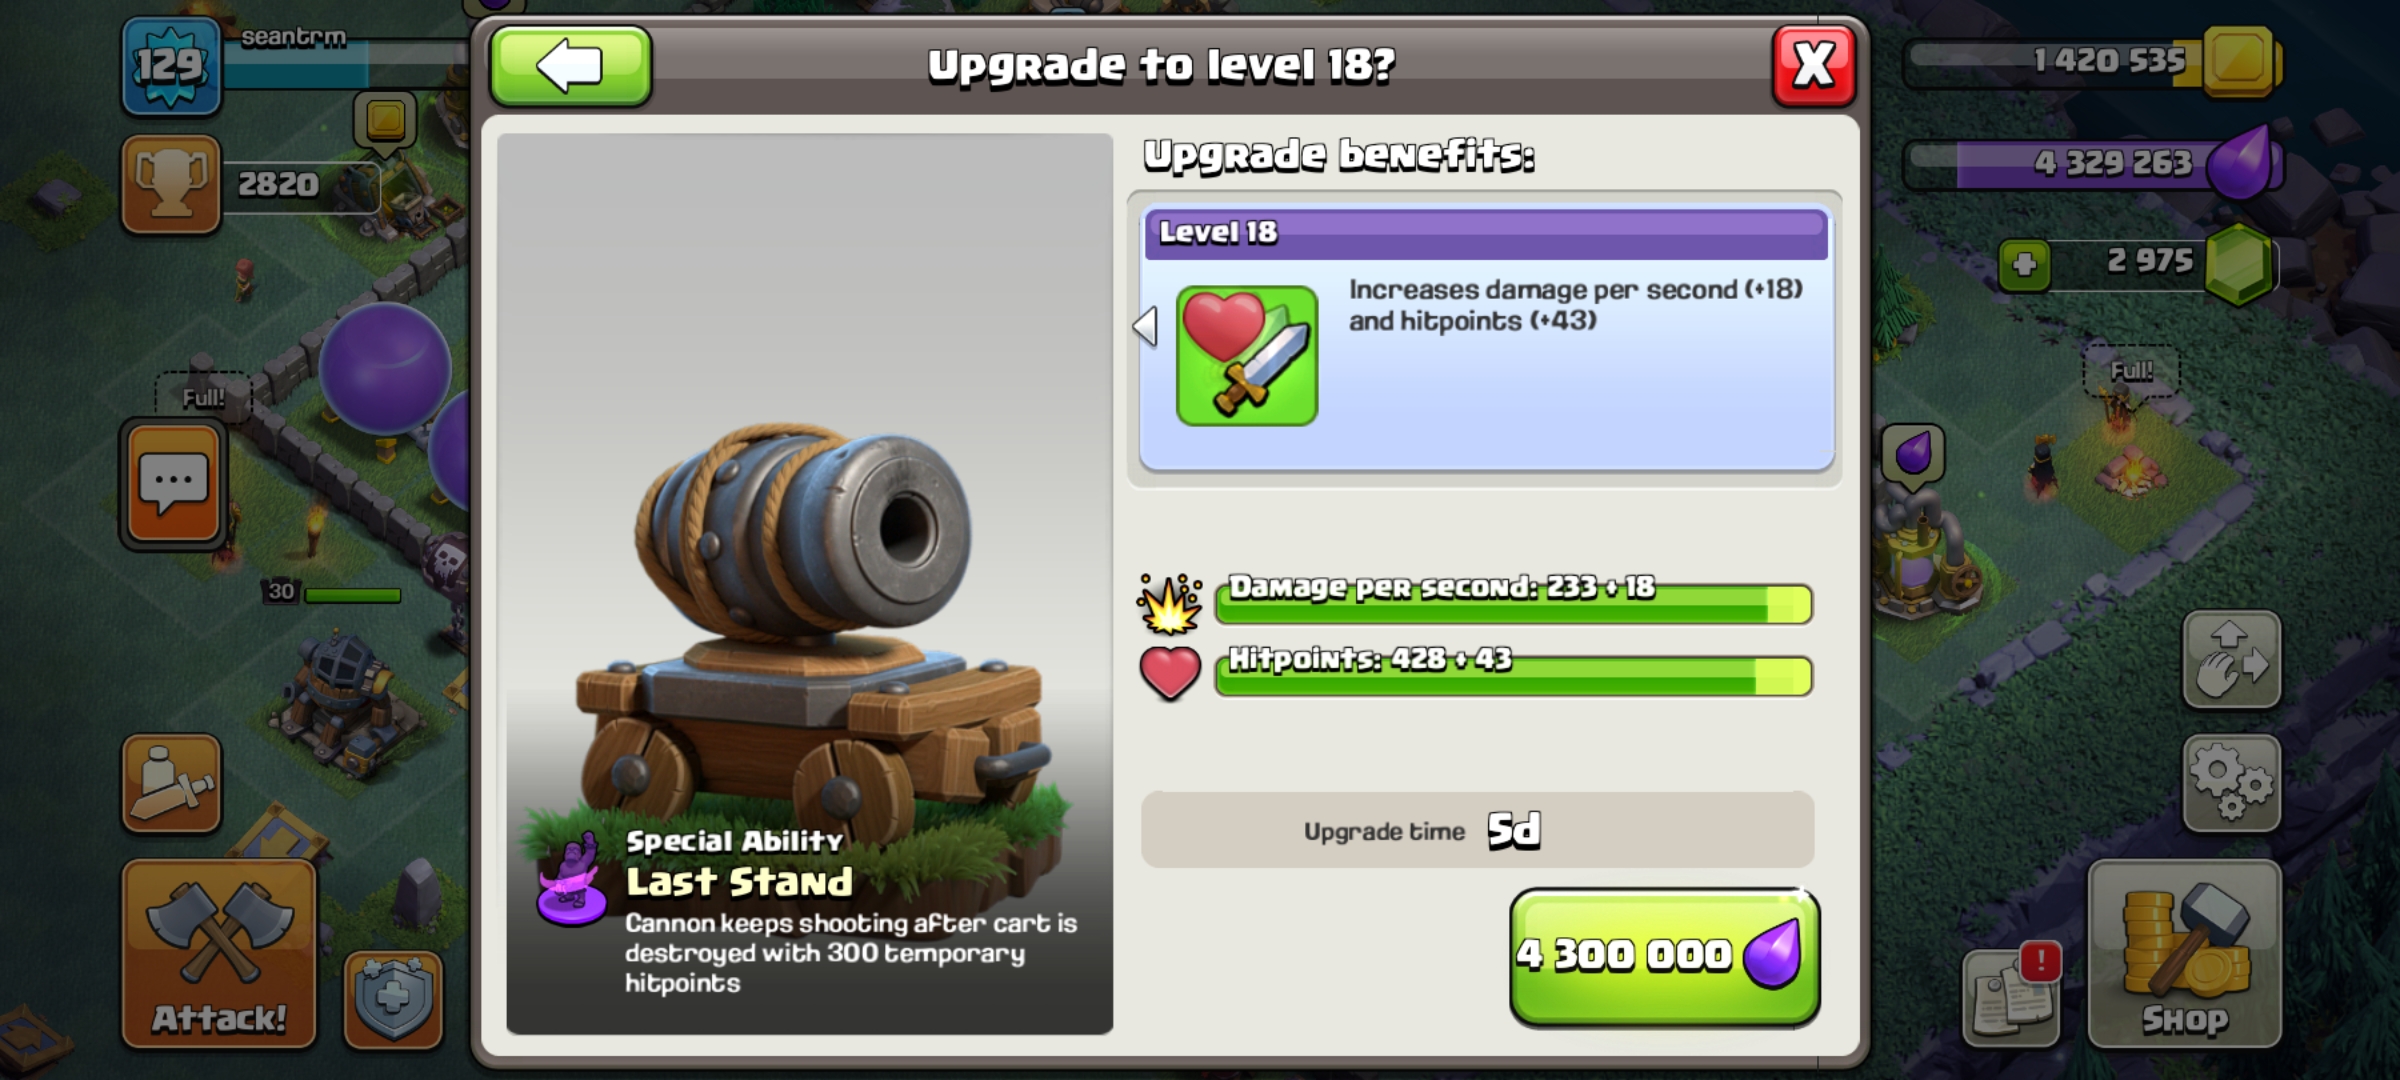 129
seantrm
2820
Full!
30
Attack!
Upgrade to level 18?
X
Special Ability
Last Stand
Cannon keeps shooting after cart is
destroyed with 300 temporary
hitpoints
Upgrade benefits:
Level 18
Increases damage per second (+18)
and hitpoints (+43)
Damage per second: 233 + 18
Hitpoints: 428 + 43
Upgrade time 5d
4 300 000
1 420 535
4 329 263
2 975
Full!
!
Shop